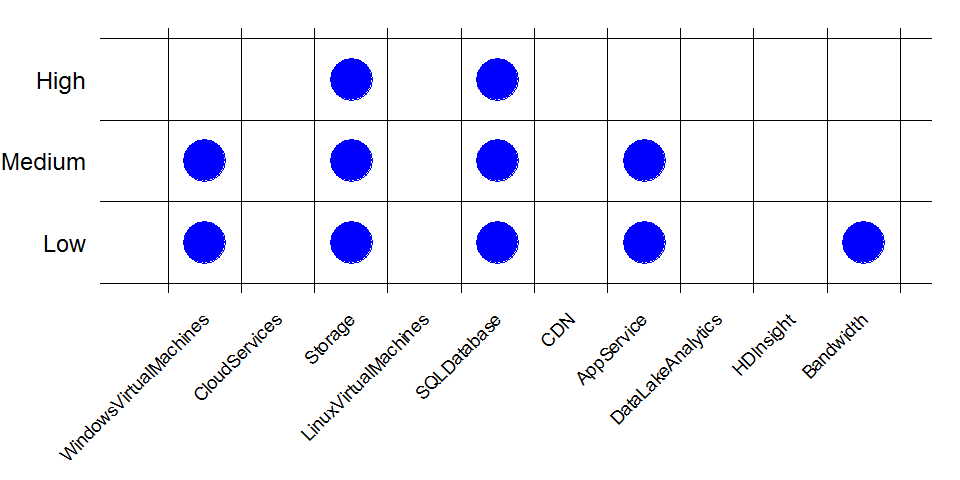 High
Medium
Low
WindowsVirtualMachines
CloudServices
Storage
LinuxVirtualMachines
SQLDatabase
CDN
AppService
DataLakeAnalytics
HDInsight
Bandwidth